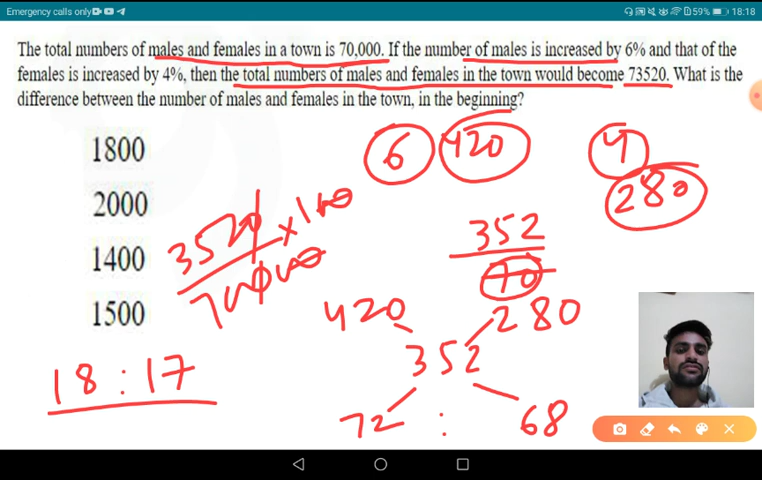 Emergency calls only 59% 18:18
The total numbers of males and females in a town is 70,000. If the number of males is increased by 6% and that of the
females is increased by 4%, then the total numbers of males and females in the town would become 73520. What is the
difference between the number of males and females in the town, in the beginning?
1800
2000
1400
1500
6 420 4
280
3520 x100
70000
352
70
420 280
352
72 : 68
18:17